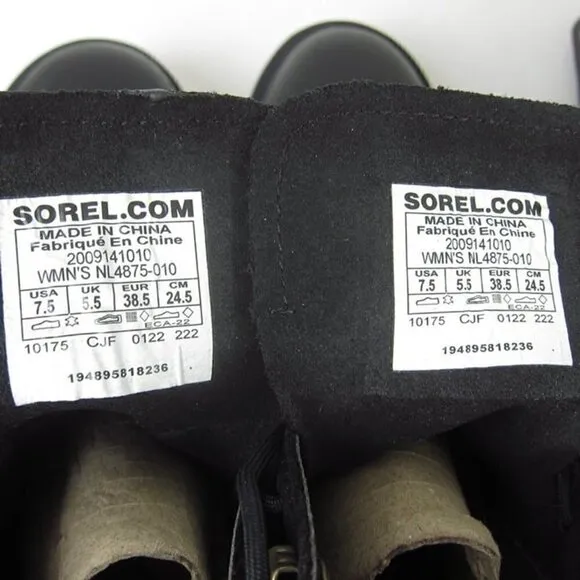 SOREL.COM
MADE IN CHINA
Fabriqué En Chine
2009141010
WMN'S NL4875-010
USA UK EUR CM
7.5 5.5 38.5 24.5
ECA-22
10175 CJF 0122 222
194895818236
SOREL.COM
MADE IN CHINA
Fabriqué En Chine
2009141010
WMN'S NL4875-010
USA UK EUR CM
7.5 5.5 38.5 24.5
ECA-22
10175 CJF 0122 222
194895818236